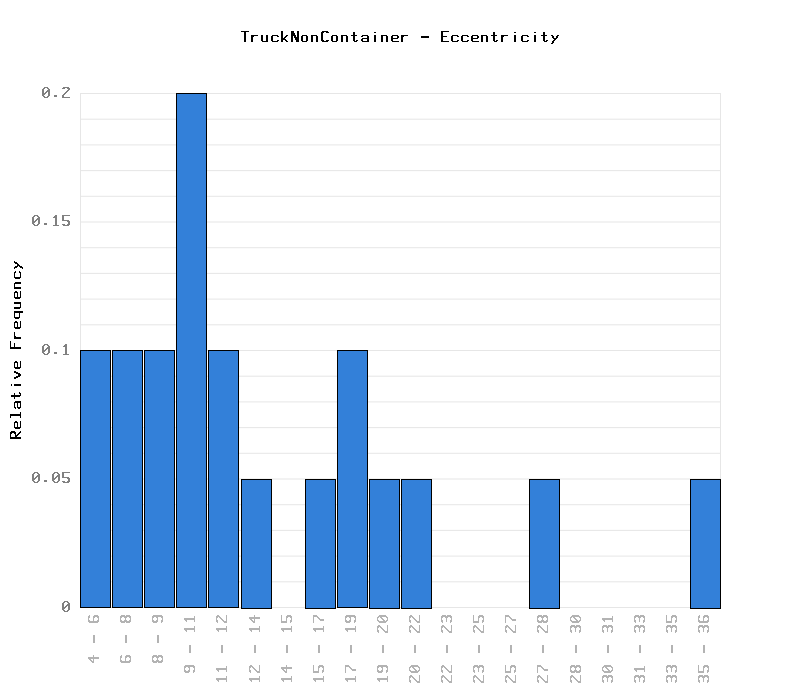 TruckNonContainer - Eccentricity
0.2
0.15
0.1
0.05
0
Relative Frequency
4 - 6
6 - 8
8 - 9
9 - 11
11 - 12
12 - 14
14 - 15
15 - 17
17 - 19
19 - 20
20 - 22
22 - 23
23 - 25
25 - 27
27 - 28
28 - 30
30 - 31
31 - 33
33 - 35
35 - 36